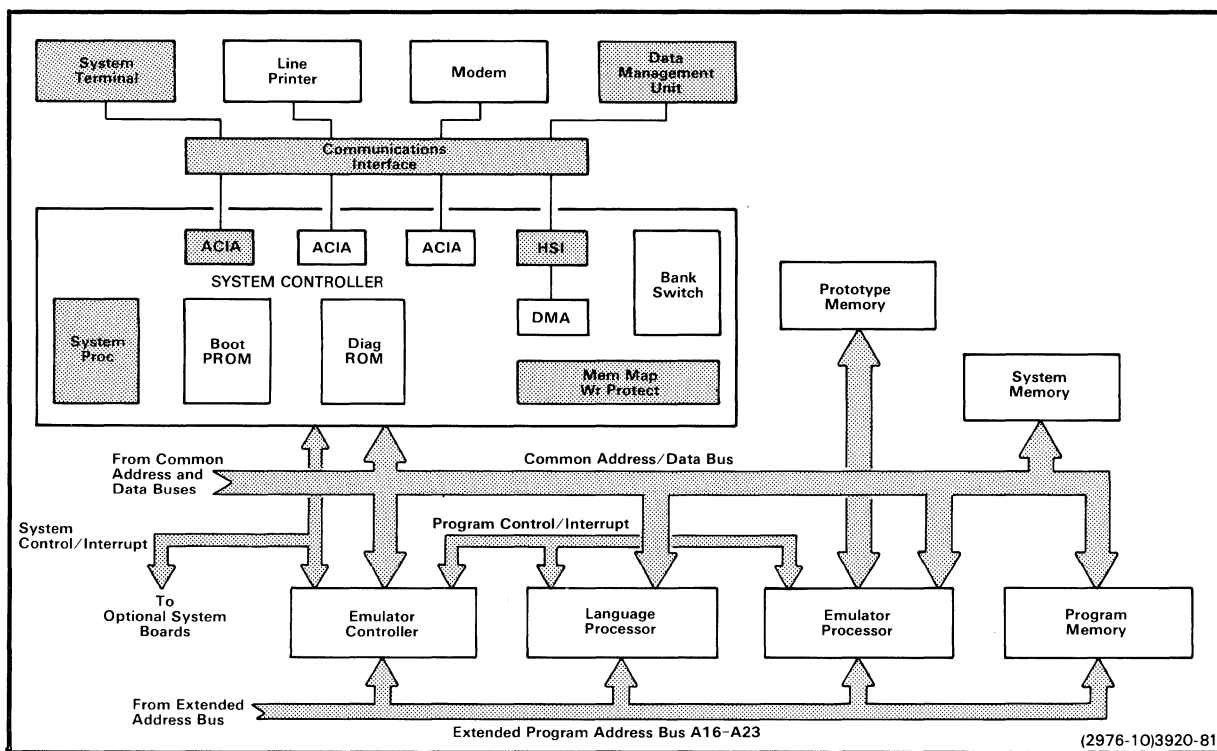 System
Terminal
Line
Printer
Modem
Data
Management
Unit
Communications
Interface
ACIA
ACIA
ACIA
HSI
SYSTEM CONTROLLER
Bank
Switch
DMA
System
Proc
Boot
PROM
Diag
ROM
Mem Map
Wr Protect
Prototype
Memory
System
Memory
From Common
Address and
Data Buses
Common Address/Data Bus
System
Control/Interrupt
Program Control/Interrupt
To
Optional System
Boards
Emulator
Controller
Language
Processor
Emulator
Processor
Program
Memory
From Extended
Address Bus
Extended Program Address Bus A16-A23
(2976-10)3920-81